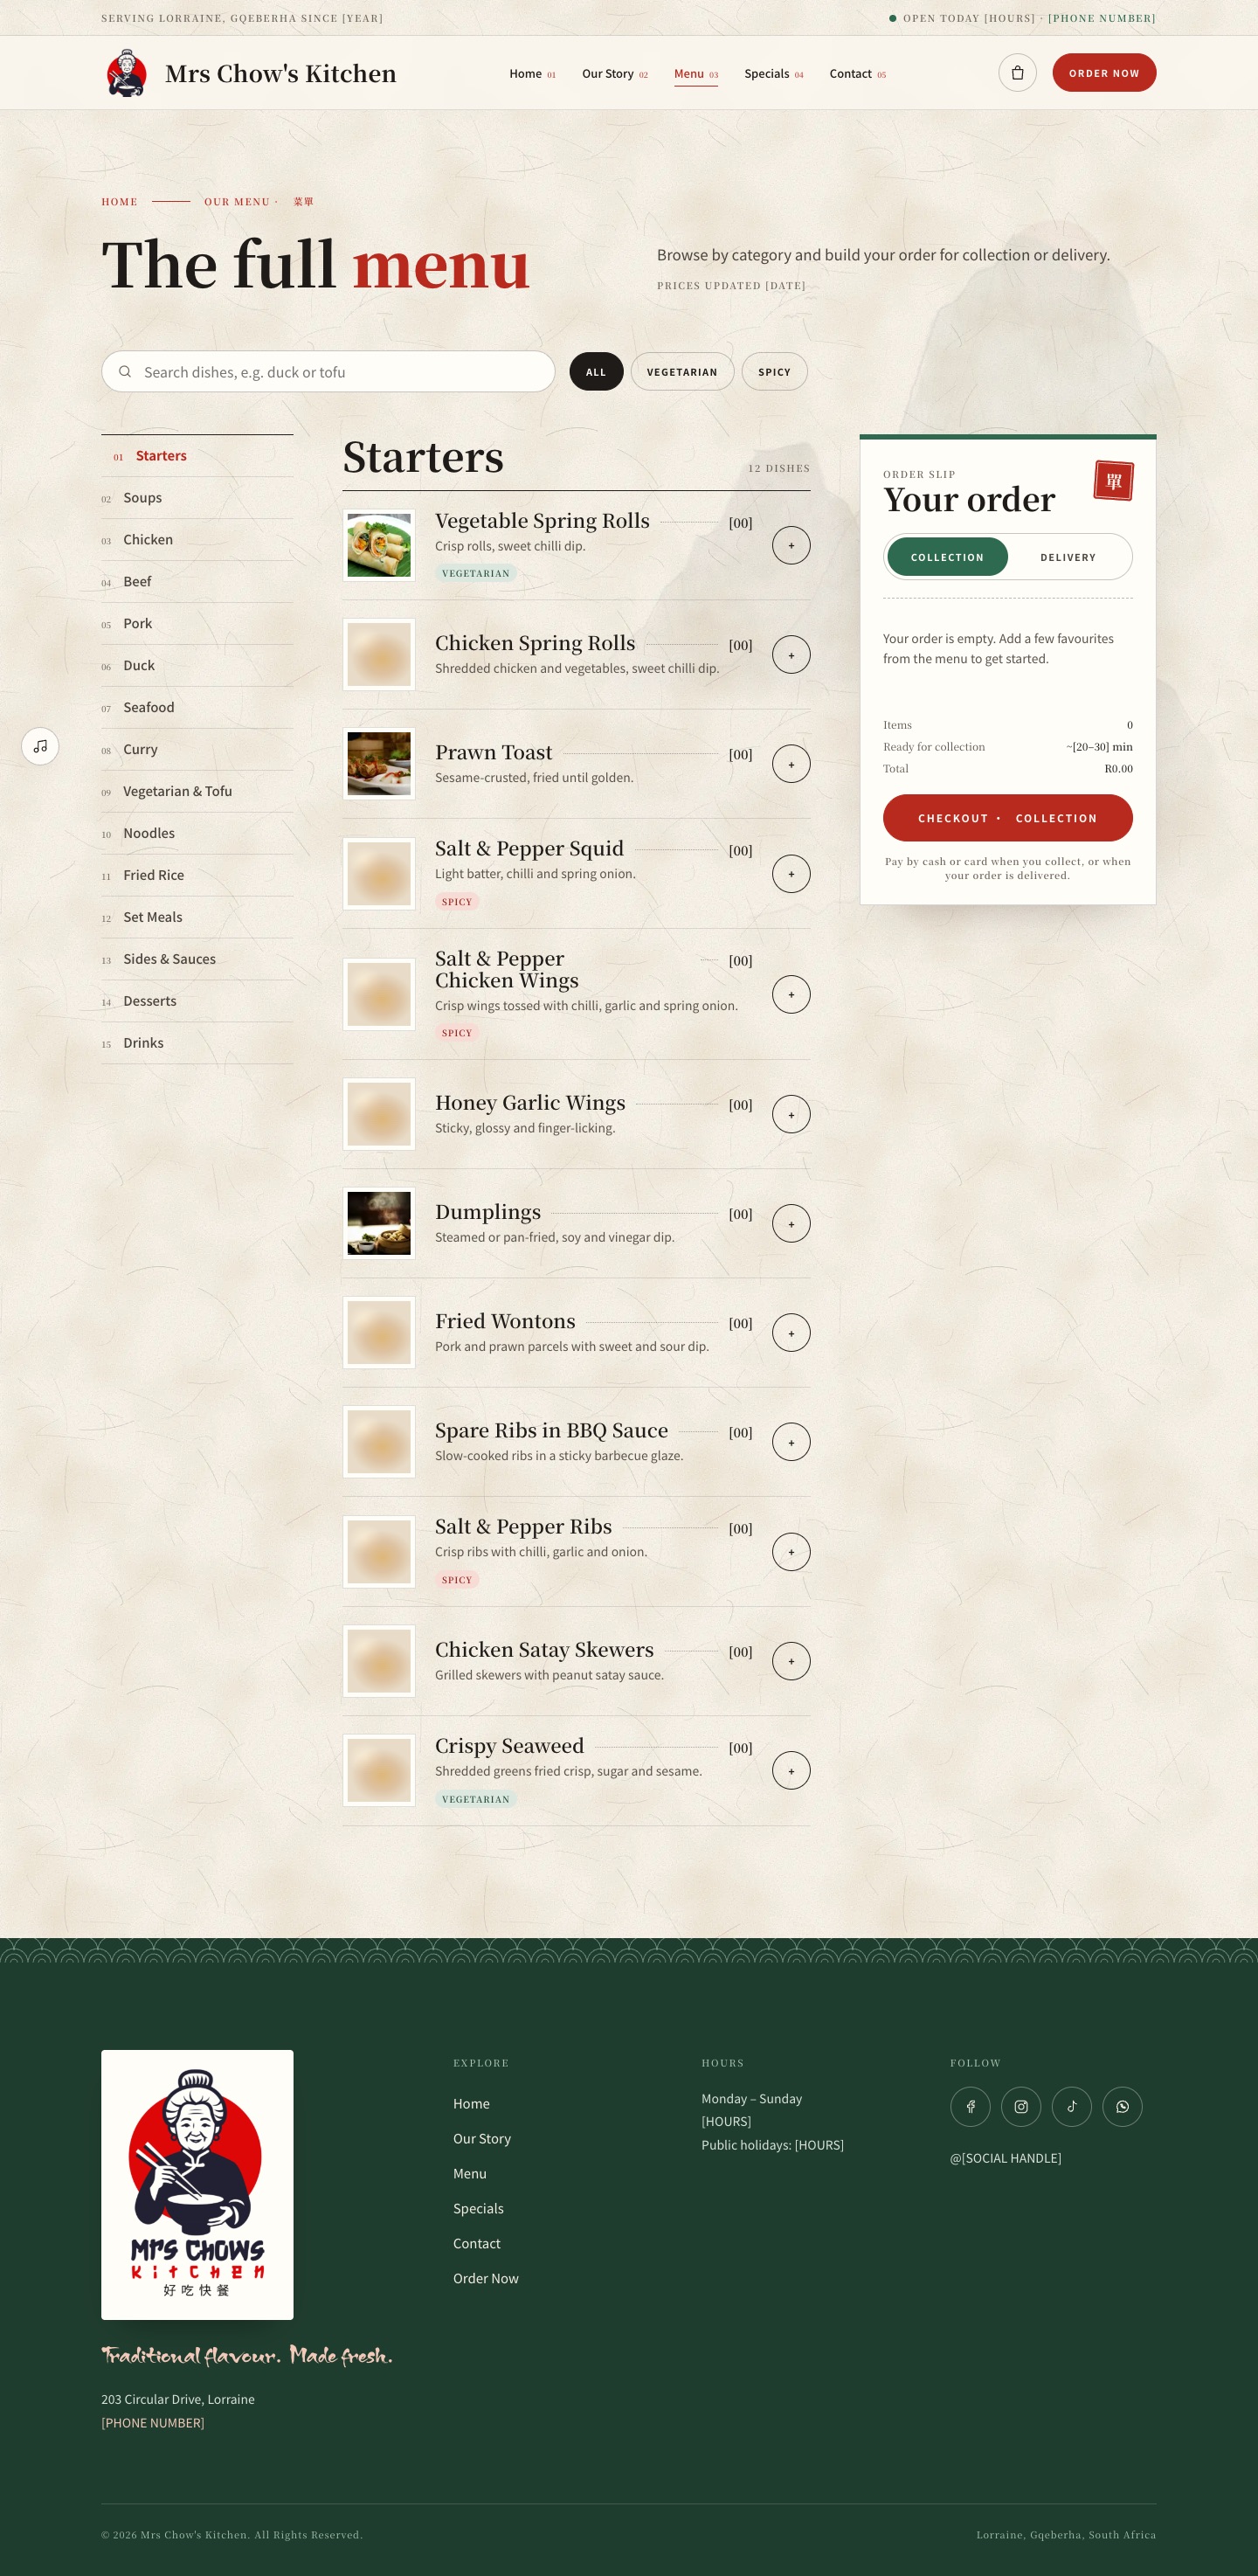 SERVING LORRAINE, GQEBERHA SINCE [YEAR]
OPEN TODAY [HOURS] · [PHONE NUMBER]
Mrs Chow's Kitchen
Home 01
Our Story 02
Menu 03
Specials 04
Contact 05
ORDER NOW
HOME
OUR MENU · 菜單
The full menu
Browse by category and build your order for collection or delivery.
PRICES UPDATED [DATE]
Search dishes, e.g. duck or tofu
ALL
VEGETARIAN
SPICY
01 Starters
02 Soups
03 Chicken
04 Beef
05 Pork
06 Duck
07 Seafood
08 Curry
09 Vegetarian & Tofu
10 Noodles
11 Fried Rice
12 Set Meals
13 Sides & Sauces
14 Desserts
15 Drinks
Starters
12 DISHES
Vegetable Spring Rolls [00]
Crisp rolls, sweet chilli dip.
VEGETARIAN
+
Chicken Spring Rolls [00]
Shredded chicken and vegetables, sweet chilli dip.
+
Prawn Toast [00]
Sesame-crusted, fried until golden.
+
Salt & Pepper Squid [00]
Light batter, chilli and spring onion.
SPICY
+
Salt & Pepper
Chicken Wings [00]
Crisp wings tossed with chilli, garlic and spring onion.
SPICY
+
Honey Garlic Wings [00]
Sticky, glossy and finger-licking.
+
Dumplings [00]
Steamed or pan-fried, soy and vinegar dip.
+
Fried Wontons [00]
Pork and prawn parcels with sweet and sour dip.
+
Spare Ribs in BBQ Sauce [00]
Slow-cooked ribs in a sticky barbecue glaze.
+
Salt & Pepper Ribs [00]
Crisp ribs with chilli, garlic and onion.
SPICY
+
Chicken Satay Skewers [00]
Grilled skewers with peanut satay sauce.
+
Crispy Seaweed [00]
Shredded greens fried crisp, sugar and sesame.
VEGETARIAN
+
ORDER SLIP
Your order
單
COLLECTION
DELIVERY
Your order is empty. Add a few favourites
from the menu to get started.
Items 0
Ready for collection ~[20–30] min
Total R0.00
CHECKOUT · COLLECTION
Pay by cash or card when you collect, or when
your order is delivered.
MRS CHOWS
KITCHEN
好吃快餐
Traditional flavour. Made fresh.
203 Circular Drive, Lorraine
[PHONE NUMBER]
EXPLORE
Home
Our Story
Menu
Specials
Contact
Order Now
HOURS
Monday – Sunday
[HOURS]
Public holidays: [HOURS]
FOLLOW
@[SOCIAL HANDLE]
© 2026 Mrs Chow's Kitchen. All Rights Reserved.
Lorraine, Gqeberha, South Africa